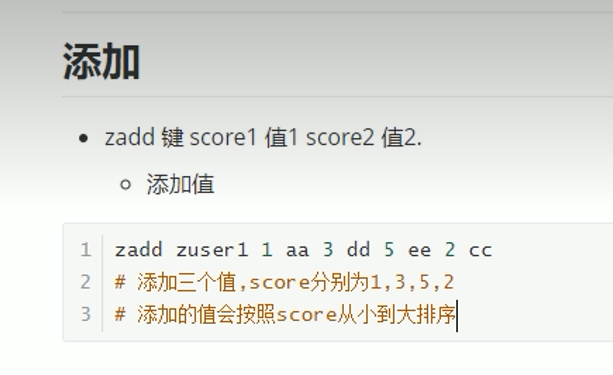 添加
zadd 键 score1 值1 score2 值2.
添加值
1 zadd zuser1 1 aa 3 dd 5 ee 2 cc
2 # 添加三个值,score分别为1,3,5,2
3 # 添加的值会按照score从小到大排序